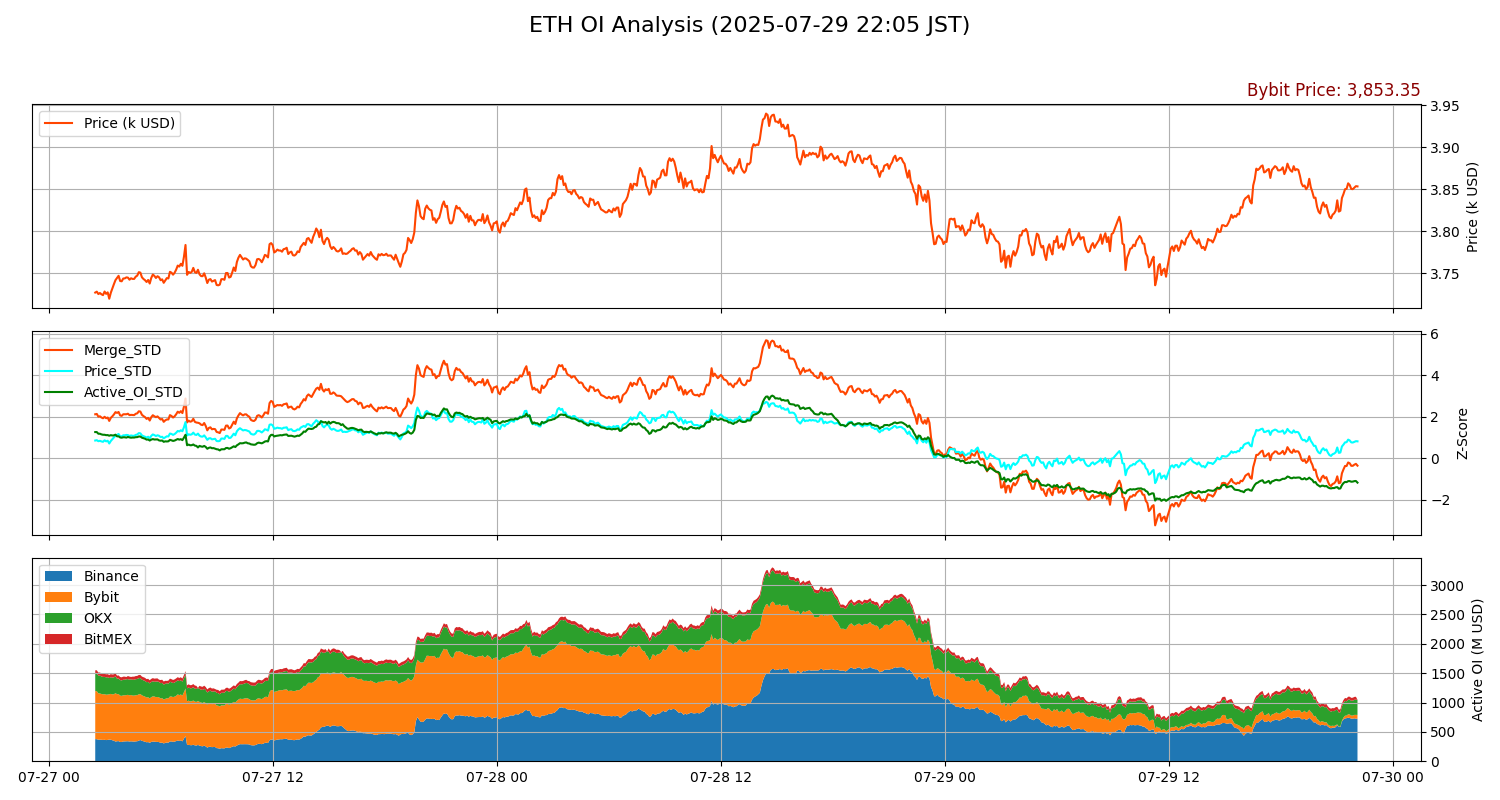 ETH OI Analysis (2025-07-29 22:05 JST)
Bybit Price: 3,853.35
Price (k USD)
3.95
3.90
3.85
3.80
3.75
Price (k USD)
Merge_STD
Price_STD
Active_OI_STD
6
4
2
0
−2
Z-Score
Binance
Bybit
OKX
BitMEX
3000
2500
2000
1500
1000
500
0
Active OI (M USD)
07-27 00
07-27 12
07-28 00
07-28 12
07-29 00
07-29 12
07-30 00